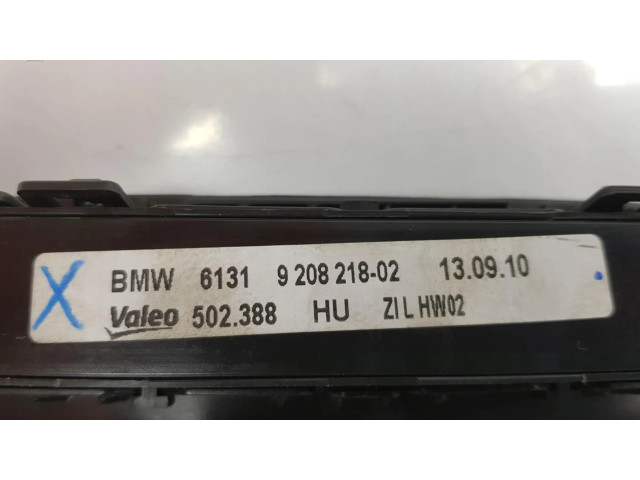 X BMW 6131 9 208 218-02 13.09.10
Valeo 502.388 HU ZI L HW02